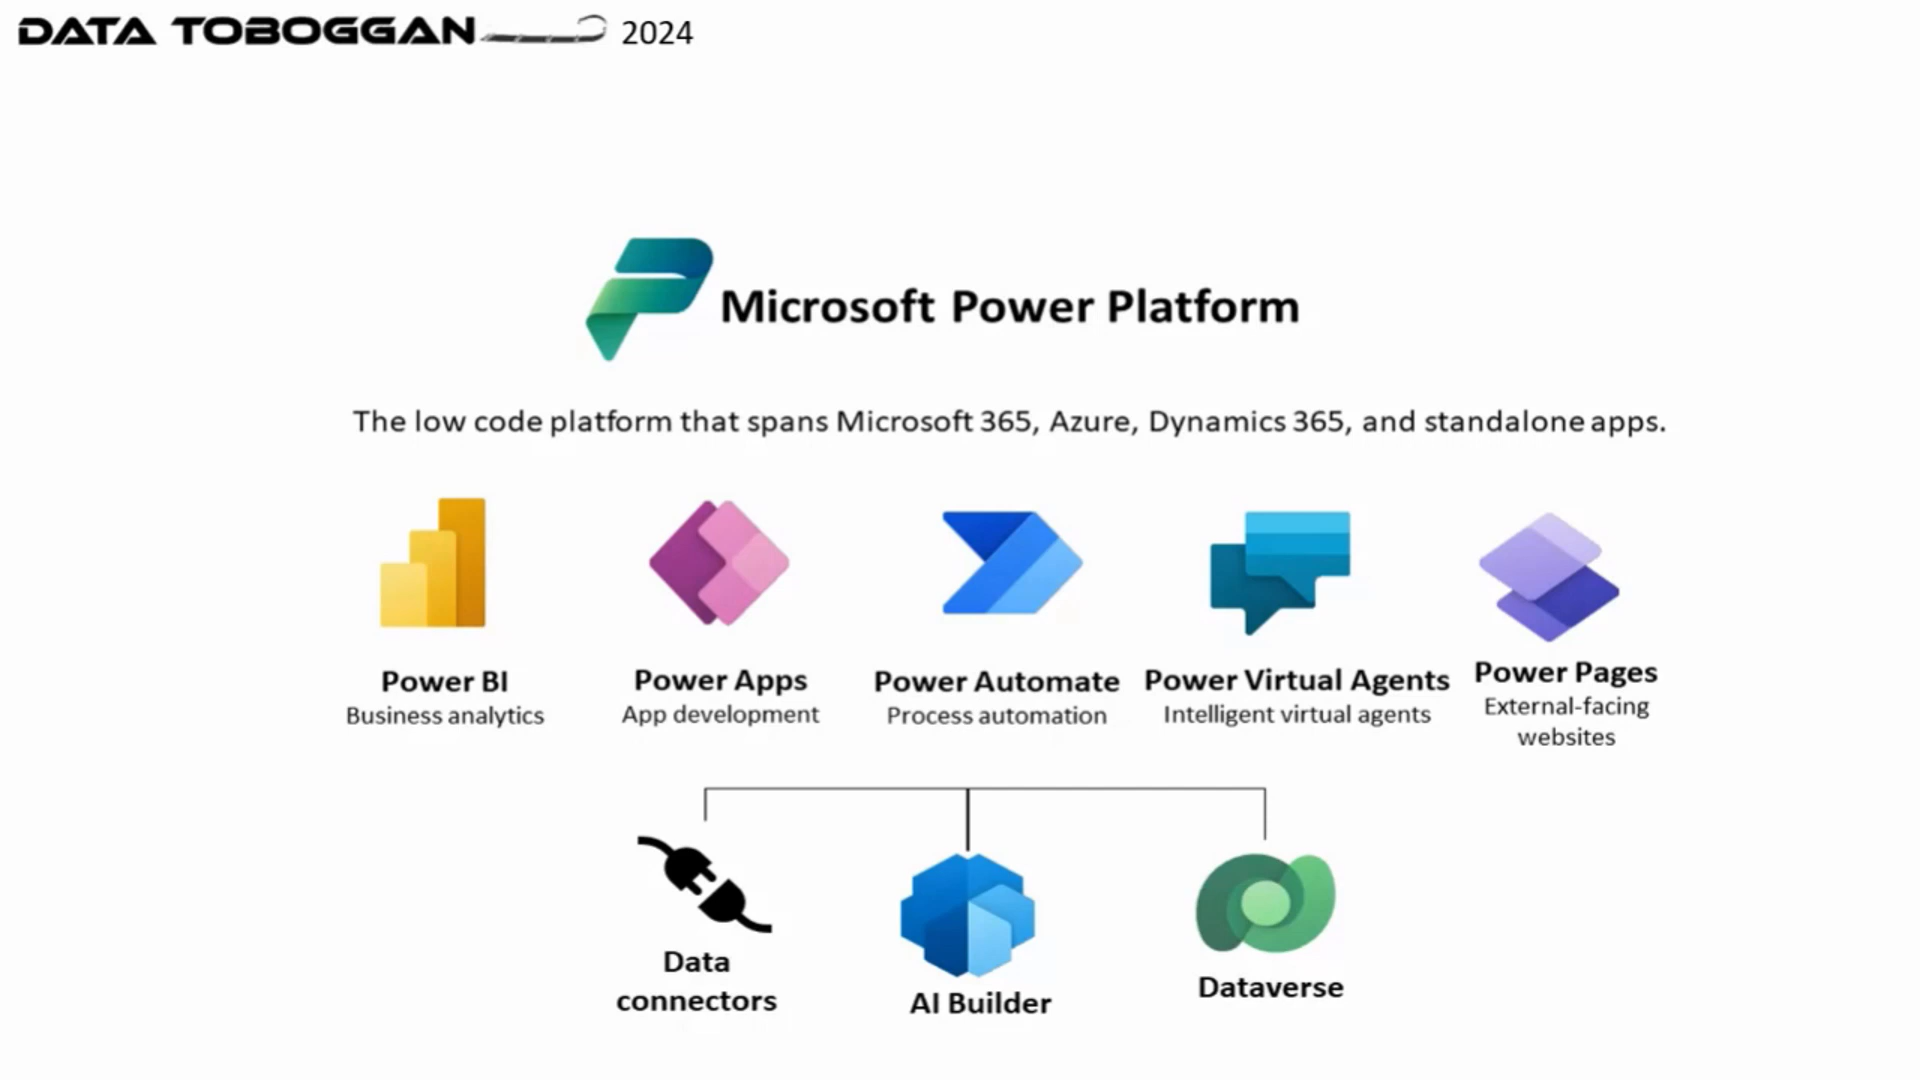 DATA TOBOGGAN 2024
Microsoft Power Platform
The low code platform that spans Microsoft 365, Azure, Dynamics 365, and standalone apps.
Power BI
Business analytics
Power Apps
App development
Power Automate
Process automation
Power Virtual Agents
Intelligent virtual agents
Power Pages
External-facing
websites
Data
connectors
AI Builder
Dataverse